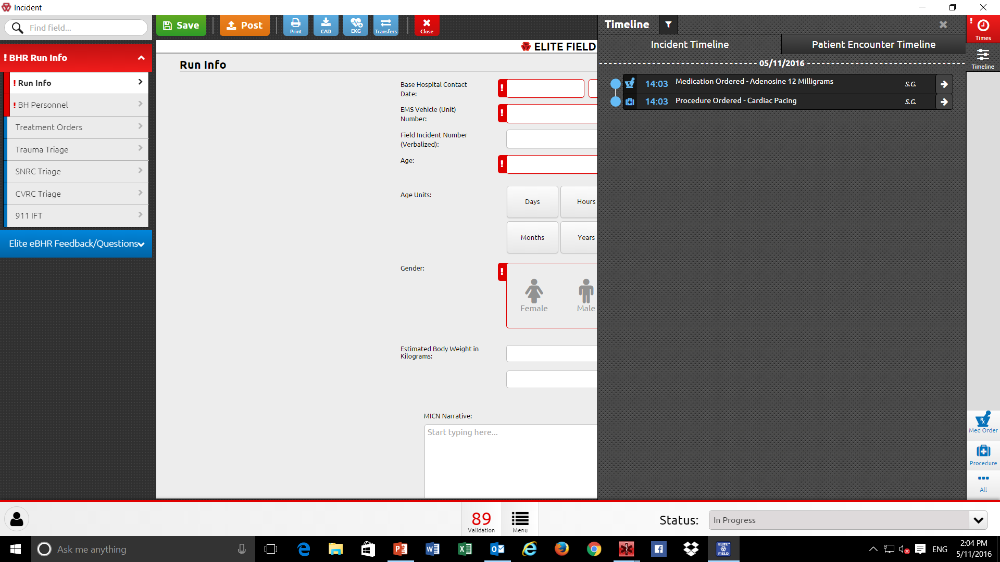 Incident
Find field...
Save
Post
Print
CAD
EKG
Transfers
Close
Timeline
! Times
Timeline
! BHR Run Info
! Run Info
! BH Personnel
Treatment Orders
Trauma Triage
SNRC Triage
CVRC Triage
911 IFT
Elite eBHR Feedback/Questions
ELITE FIELD
Run Info
Base Hospital Contact
Date:
!
EMS Vehicle (Unit)
Number:
!
Field Incident Number
(Verbalized):
Age:
!
Age Units:
Days
Hours
Months
Years
Gender:
!
Female
Male
Estimated Body Weight in
Kilograms:
MICN Narrative:
Start typing here...
Incident Timeline
Patient Encounter Timeline
05/11/2016
14:03 Medication Ordered - Adenosine 12 Milligrams S.G.
14:03 Procedure Ordered - Cardiac Pacing S.G.
Med Order
Procedure
All
89
Validation
Menu
Status:
In Progress
Ask me anything
ENG
2:04 PM
5/11/2016